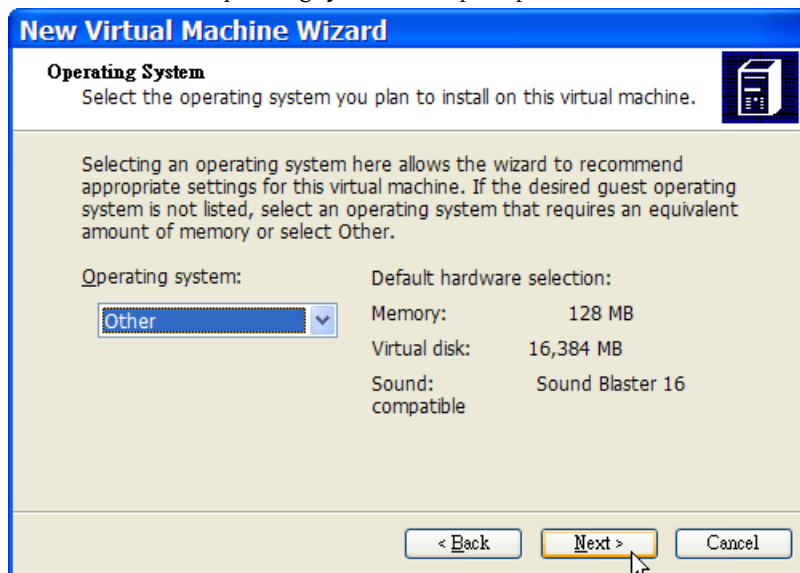 New Virtual Machine Wizard
Operating System
Select the operating system you plan to install on this virtual machine.
Selecting an operating system here allows the wizard to recommend
appropriate settings for this virtual machine. If the desired guest operating
system is not listed, select an operating system that requires an equivalent
amount of memory or select Other.
Operating system:
Other
Default hardware selection:
Memory: 128 MB
Virtual disk: 16,384 MB
Sound: Sound Blaster 16
compatible
< Back Next > Cancel